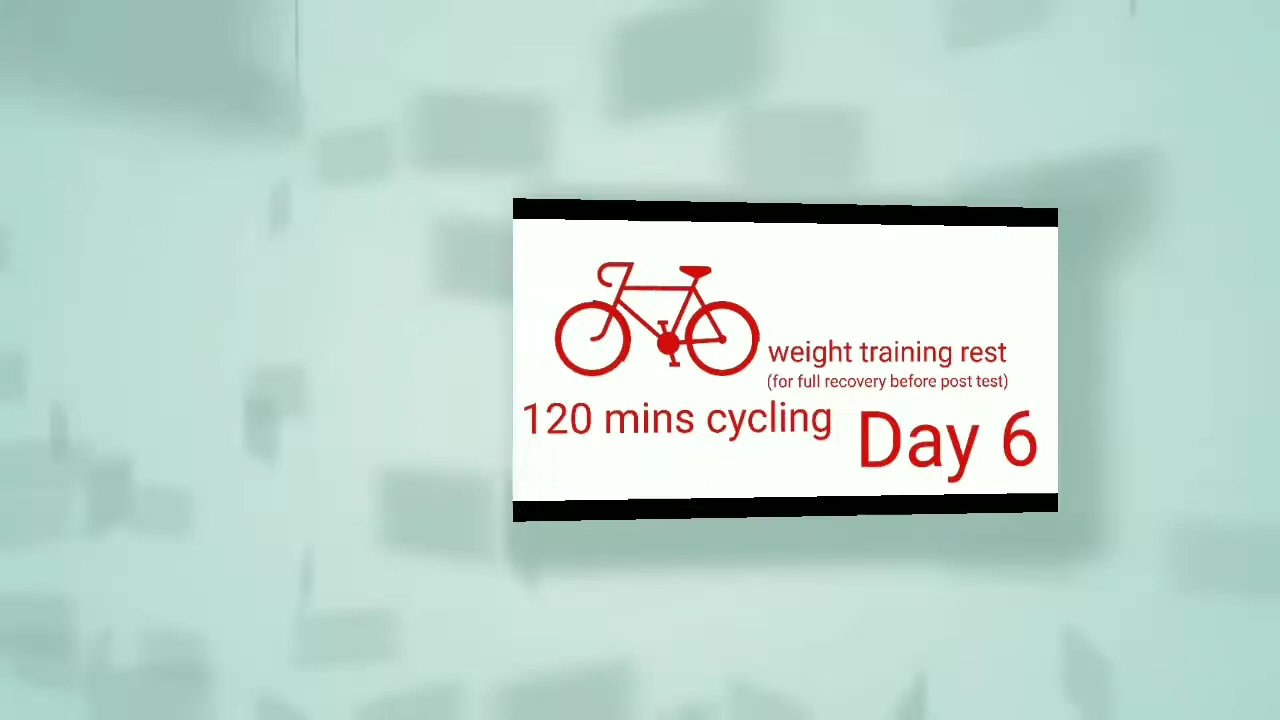 weight training rest
(for full recovery before post test)
120 mins cycling
Day 6